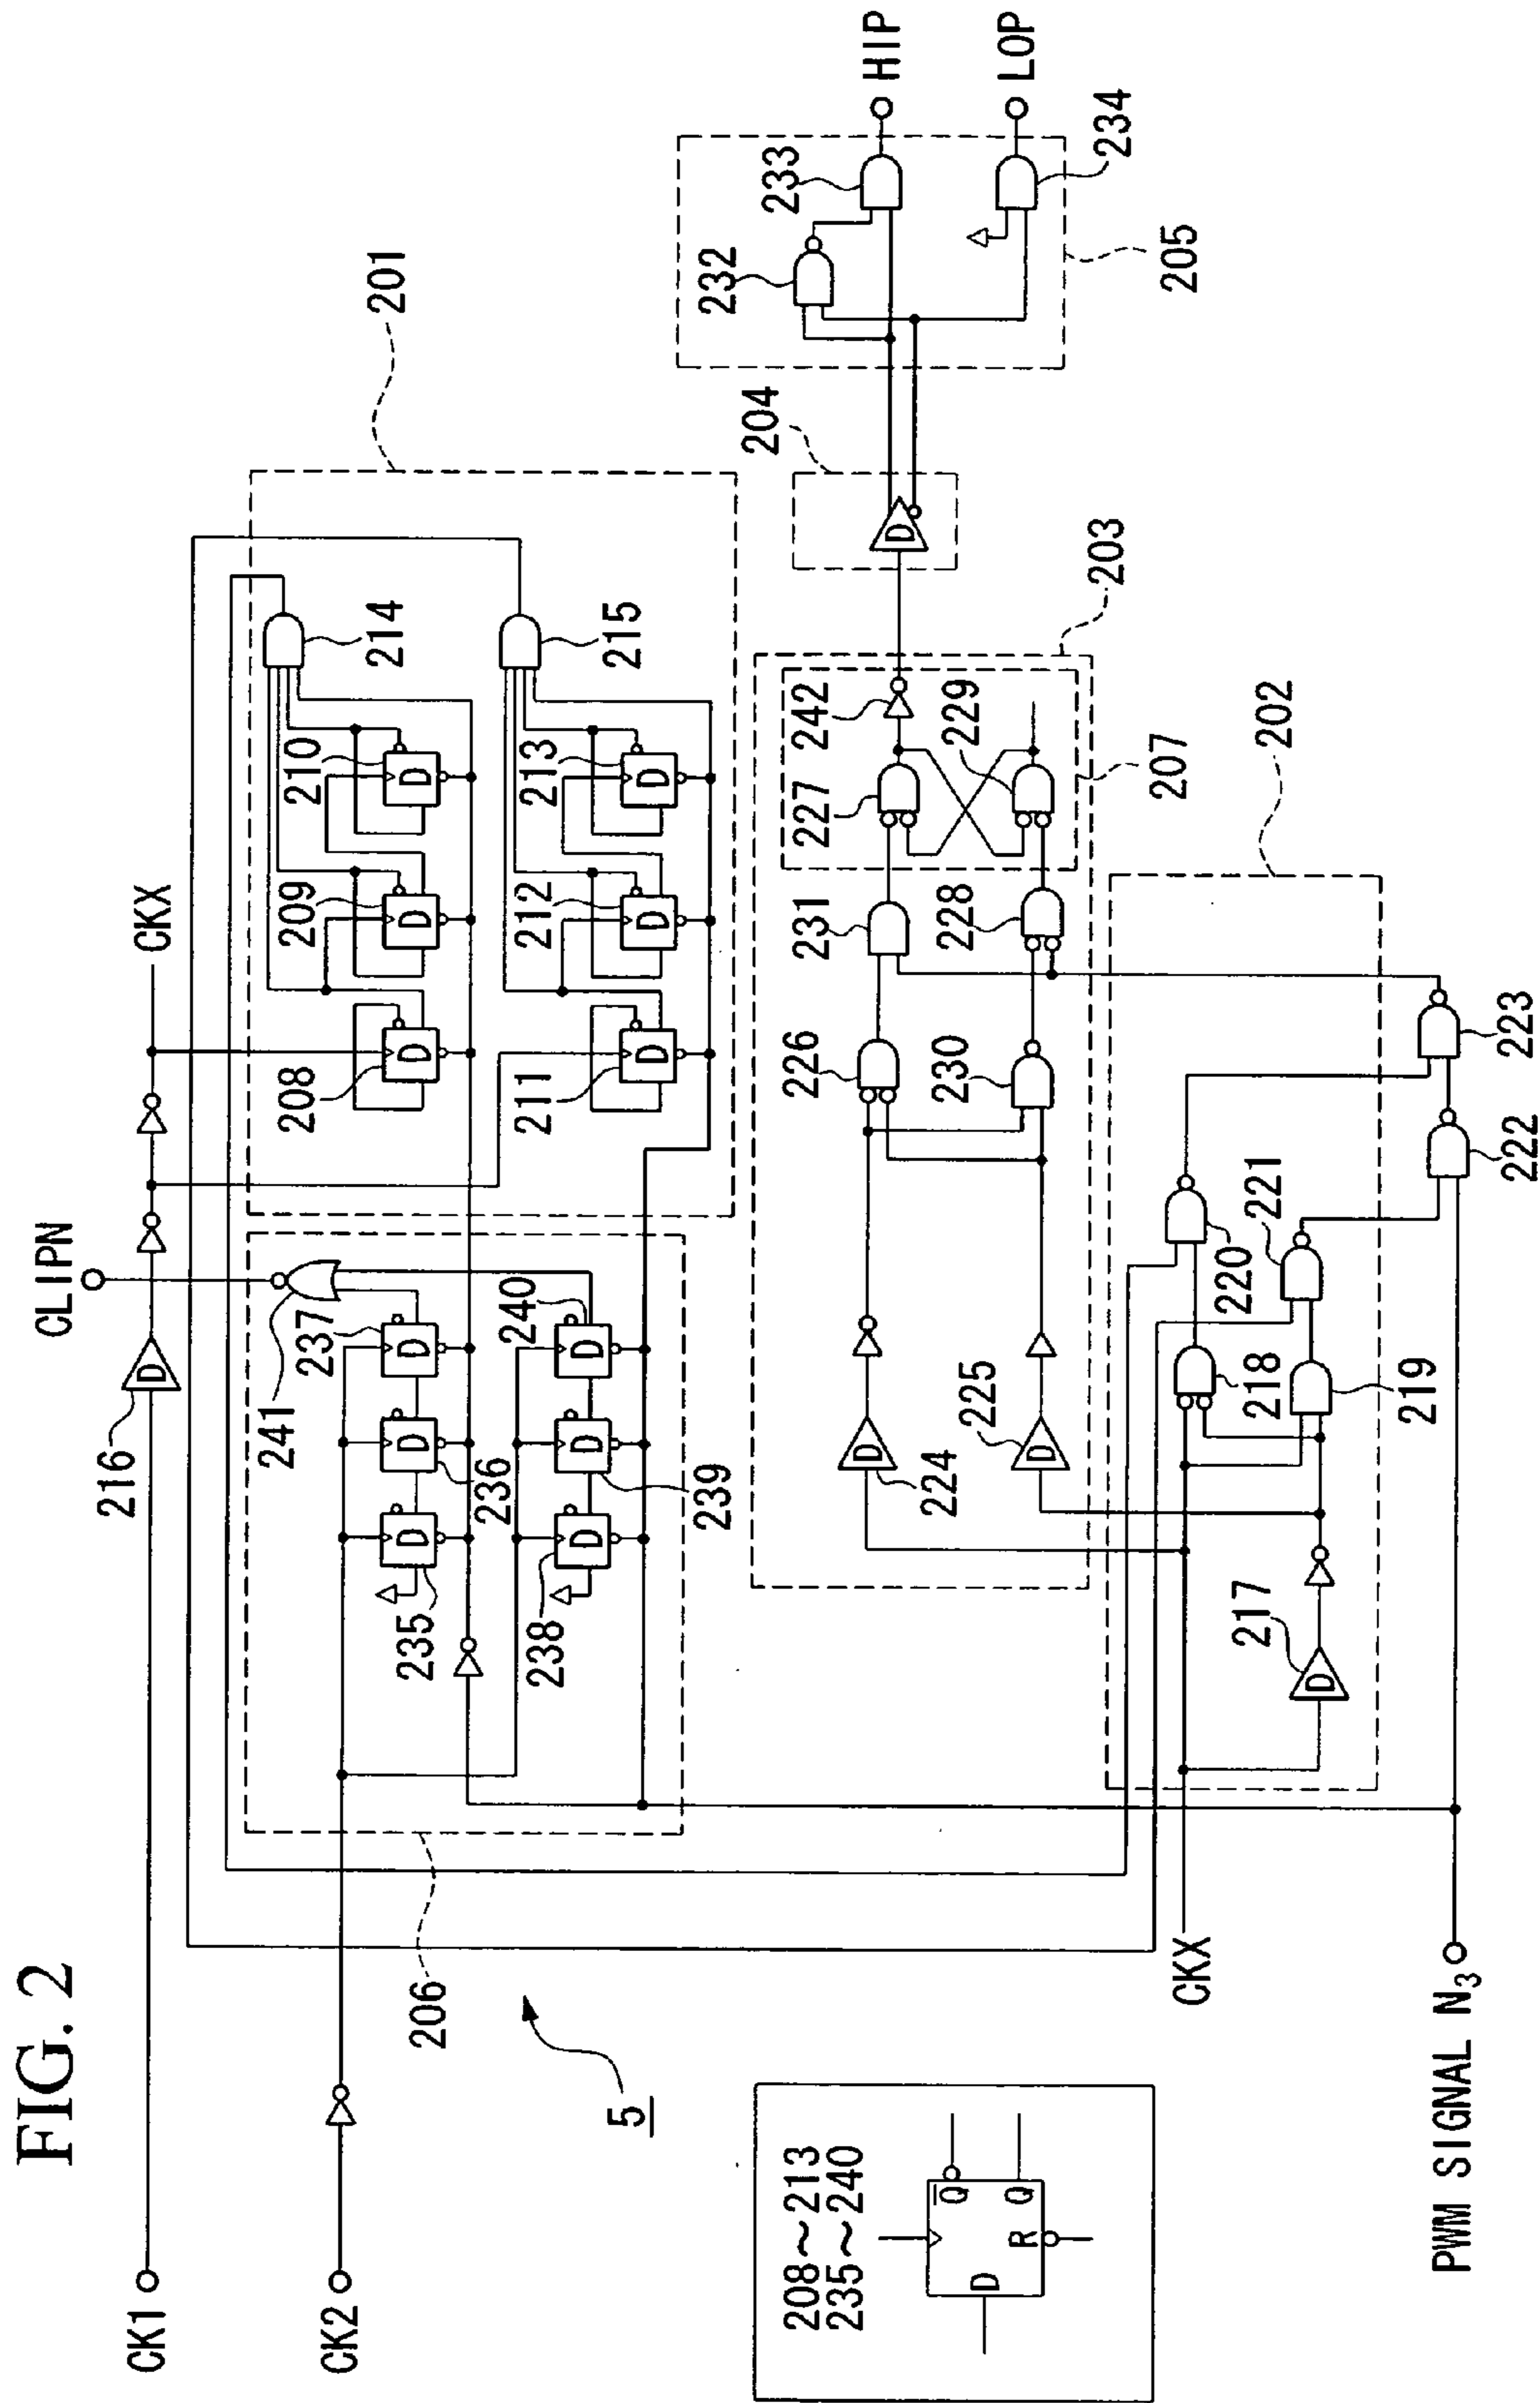 FIG. 2
CK1
216
D
CLIPN
CKX
CK2
206
241
237
D
236
D
235
D
240
D
239
D
238
D
201
208
D
209
D
210
D
214
211
D
212
D
213
D
215
5
208~213
235~240
D
Q
Q
R
203
224
D
225
D
226
230
231
228
227
229
242
207
204
D
205
232
233
234
HIP
LOP
202
CKX
217
D
218
219
220
221
222
223
PWM SIGNAL N3